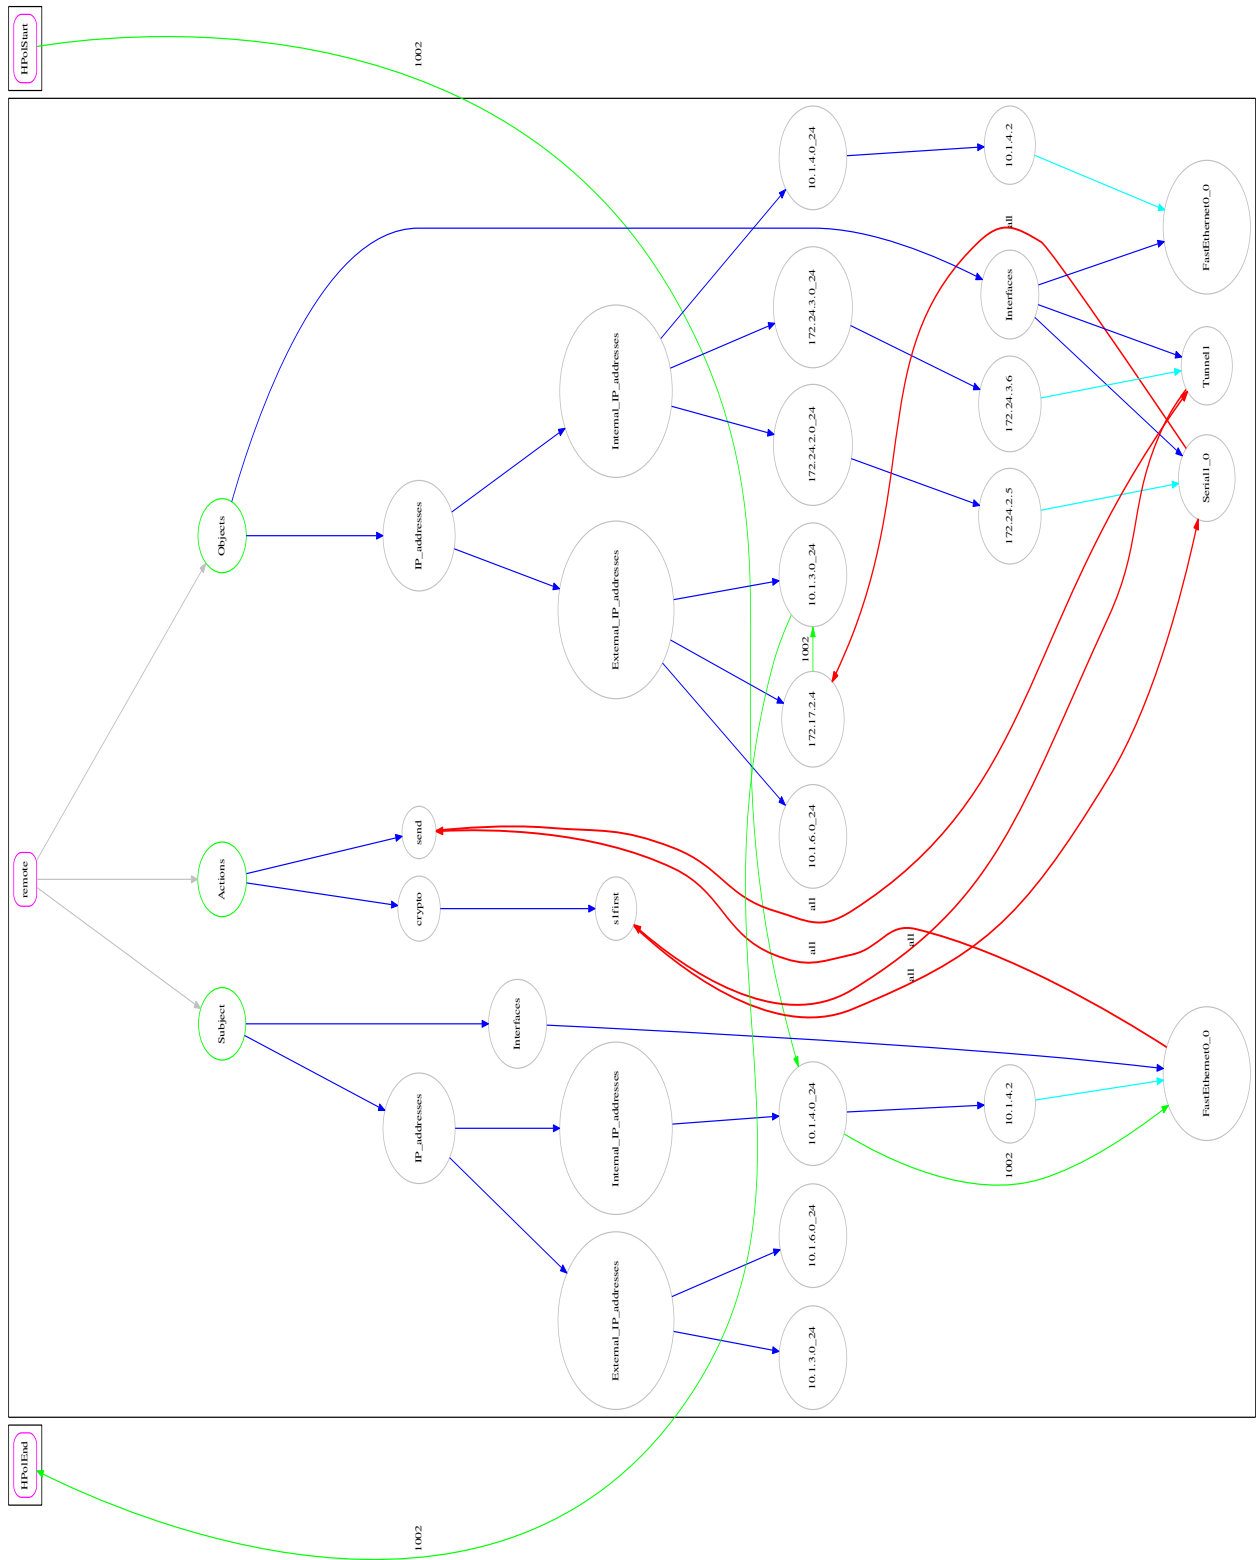 HPolEnd
remote
HPolStart
Subject
Actions
Objects
1002
IP_addresses
crypto
send
IP_addresses
1002
Interfaces
External_IP_addresses
Internal_IP_addresses
s1first
External_IP_addresses
Internal_IP_addresses
10.1.3.0_24
10.1.6.0_24
10.1.4.0_24
all
all
10.1.6.0_24
172.17.2.4
1002
10.1.3.0_24
172.24.2.0_24
172.24.3.0_24
10.1.4.0_24
all
all
1002
10.1.4.2
172.24.2.5
172.24.3.6
Interfaces
all
10.1.4.2
FastEthernet0_0
Serial1_0
Tunnel1
FastEthernet0_0